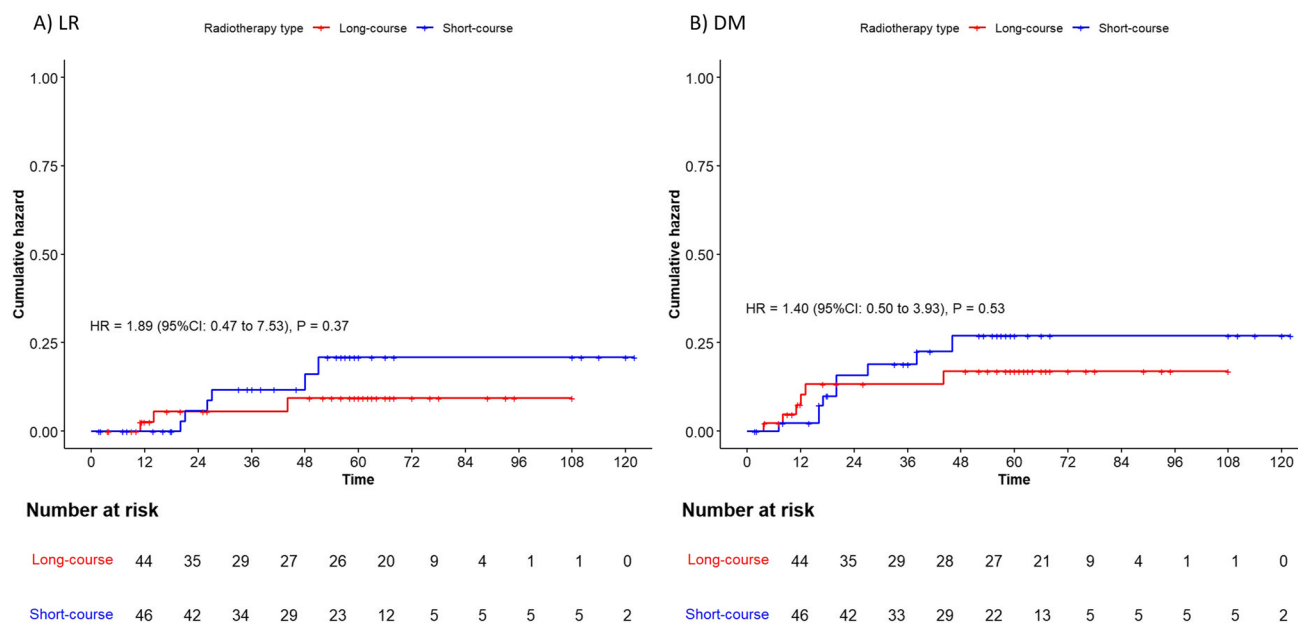 A) LR
Radiotherapy type Long-course Short-course
1.00
0.75
0.50
0.25
0.00
Cumulative hazard
HR = 1.89 (95%CI: 0.47 to 7.53), P = 0.37
0 12 24 36 48 60 72 84 96 108 120
Time
Number at risk
Long-course 44 35 29 27 26 20 9 4 1 1 0
Short-course 46 42 34 29 23 12 5 5 5 5 2
B) DM
Radiotherapy type Long-course Short-course
1.00
0.75
0.50
0.25
0.00
Cumulative hazard
HR = 1.40 (95%CI: 0.50 to 3.93), P = 0.53
0 12 24 36 48 60 72 84 96 108 120
Time
Number at risk
Long-course 44 35 29 28 27 21 9 4 1 1 0
Short-course 46 42 33 29 22 13 5 5 5 5 2